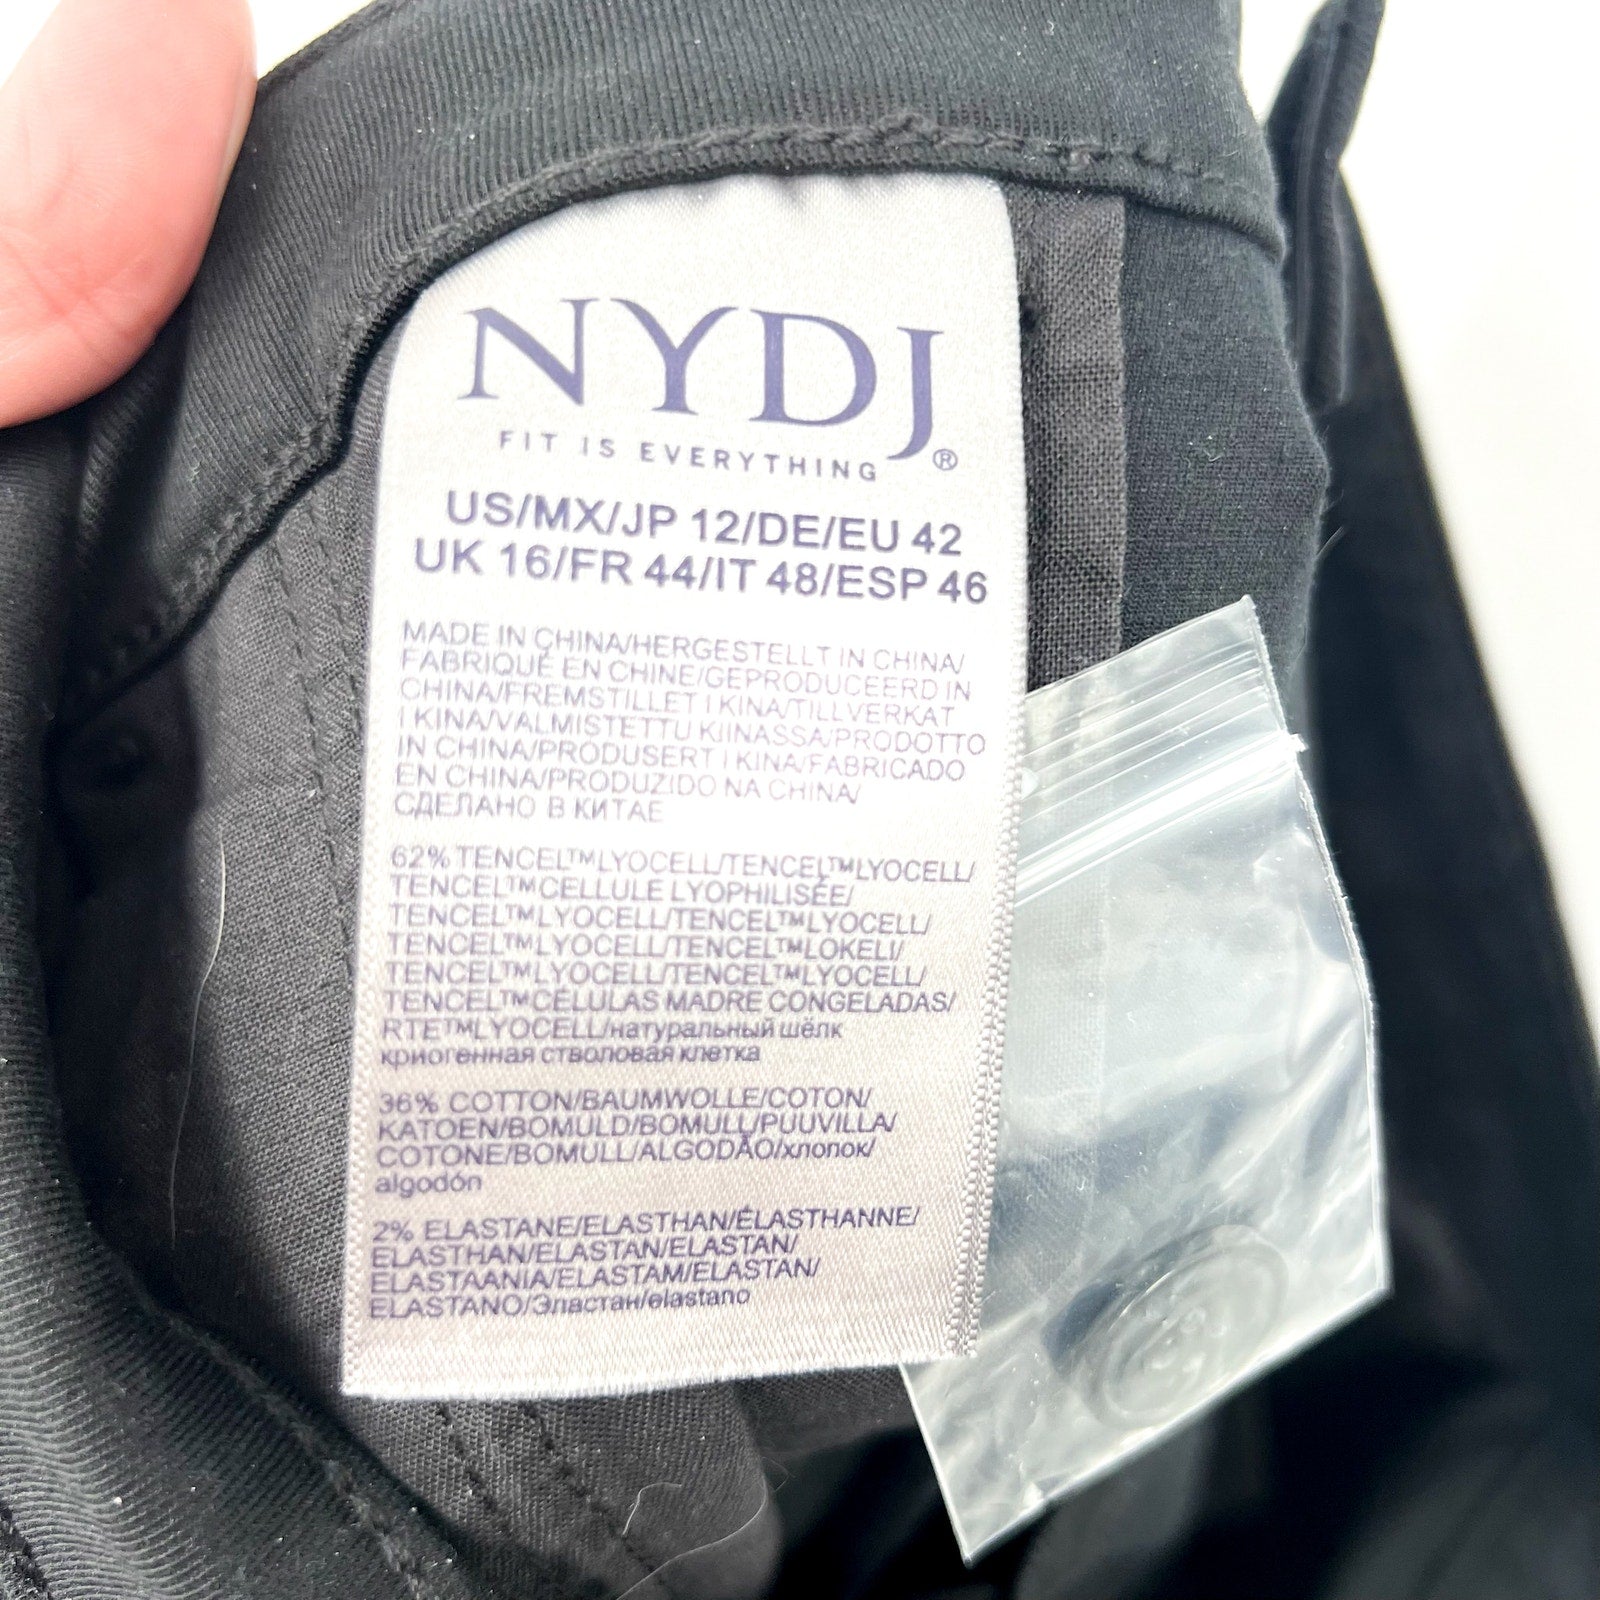 NYDJ®
FIT IS EVERYTHING
US/MX/JP 12/DE/EU 42
UK 16/FR 44/IT 48/ESP 46
MADE IN CHINA/HERGESTELLT IN CHINA/
FABRIQUÉ EN CHINE/GEPRODUCEERD IN
CHINA/FREMSTILLET I KINA/TILLVERKAT
I KINA/VALMISTETTU KIINASSA/PRODOTTO
IN CHINA/PRODUSERT I KINA/FABRICADO
EN CHINA/PRODUZIDO NA CHINA/
СДЕЛАНО В КИТАЕ
62% TENCEL™LYOCELL/TENCEL™LYOCELL/
TENCEL™CELLULE LYOPHILISÉE/
TENCEL™LYOCELL/TENCEL™LYOCELL/
TENCEL™LYOCELL/TENCEL™LOKELI/
TENCEL™LYOCELL/TENCEL™LYOCELL/
TENCEL™CÉLULAS MADRE CONGELADAS/
RTE™LYOCELL/натуральный шёлк
криогенная стволовая клетка
36% COTTON/BAUMWOLLE/COTON/
KATOEN/BOMULD/BOMULL/PUUVILLA/
COTONE/BOMULL/ALGODÃO/хлопок/
algodón
2% ELASTANE/ELASTHAN/ÉLASTHANNE/
ELASTHAN/ELASTAN/ELASTAN/
ELASTAANIA/ELASTAM/ELASTAN/
ELASTANO/Эластан/elastano